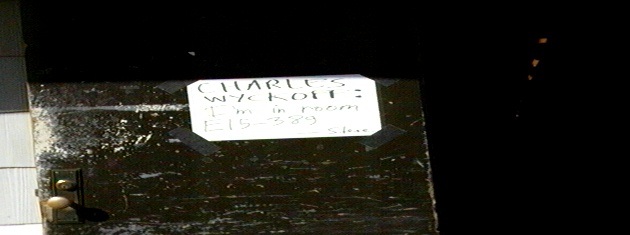 CHARLES
WYCKOFF:
I'm in room
E15-389
-- Steve